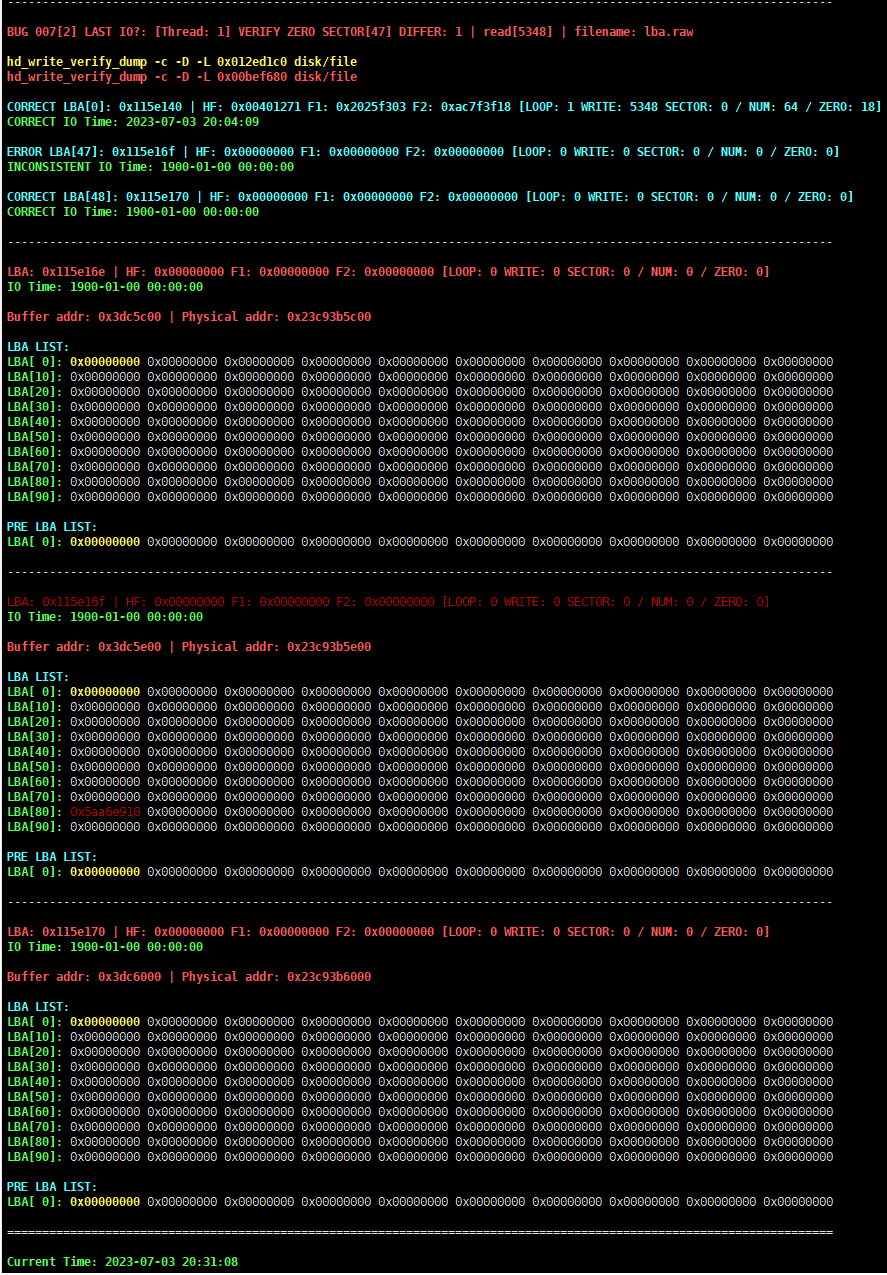 ----------------------------------------------------------------------------------------------------------------------
BUG 007[2] LAST IO?: [Thread: 1] VERIFY ZERO SECTOR[47] DIFFER: 1 | read[5348] | filename: lba.raw
hd_write_verify_dump -c -D -L 0x012ed1c0 disk/file
hd_write_verify_dump -c -D -L 0x00bef680 disk/file
CORRECT LBA[0]: 0x115e140 | HF: 0x00401271 F1: 0x2025f303 F2: 0xac7f3f18 [LOOP: 1 WRITE: 5348 SECTOR: 0 / NUM: 64 / ZERO: 18]
CORRECT IO Time: 2023-07-03 20:04:09
ERROR LBA[47]: 0x115e16f | HF: 0x00000000 F1: 0x00000000 F2: 0x00000000 [LOOP: 0 WRITE: 0 SECTOR: 0 / NUM: 0 / ZERO: 0]
INCONSISTENT IO Time: 1900-01-00 00:00:00
CORRECT LBA[48]: 0x115e170 | HF: 0x00000000 F1: 0x00000000 F2: 0x00000000 [LOOP: 0 WRITE: 0 SECTOR: 0 / NUM: 0 / ZERO: 0]
CORRECT IO Time: 1900-01-00 00:00:00
----------------------------------------------------------------------------------------------------------------------
LBA: 0x115e16e | HF: 0x00000000 F1: 0x00000000 F2: 0x00000000 [LOOP: 0 WRITE: 0 SECTOR: 0 / NUM: 0 / ZERO: 0]
IO Time: 1900-01-00 00:00:00
Buffer addr: 0x3dc5c00 | Physical addr: 0x23c93b5c00
LBA LIST:
LBA[ 0]: 0x00000000 0x00000000 0x00000000 0x00000000 0x00000000 0x00000000 0x00000000 0x00000000 0x00000000 0x00000000
LBA[10]: 0x00000000 0x00000000 0x00000000 0x00000000 0x00000000 0x00000000 0x00000000 0x00000000 0x00000000 0x00000000
LBA[20]: 0x00000000 0x00000000 0x00000000 0x00000000 0x00000000 0x00000000 0x00000000 0x00000000 0x00000000 0x00000000
LBA[30]: 0x00000000 0x00000000 0x00000000 0x00000000 0x00000000 0x00000000 0x00000000 0x00000000 0x00000000 0x00000000
LBA[40]: 0x00000000 0x00000000 0x00000000 0x00000000 0x00000000 0x00000000 0x00000000 0x00000000 0x00000000 0x00000000
LBA[50]: 0x00000000 0x00000000 0x00000000 0x00000000 0x00000000 0x00000000 0x00000000 0x00000000 0x00000000 0x00000000
LBA[60]: 0x00000000 0x00000000 0x00000000 0x00000000 0x00000000 0x00000000 0x00000000 0x00000000 0x00000000 0x00000000
LBA[70]: 0x00000000 0x00000000 0x00000000 0x00000000 0x00000000 0x00000000 0x00000000 0x00000000 0x00000000 0x00000000
LBA[80]: 0x00000000 0x00000000 0x00000000 0x00000000 0x00000000 0x00000000 0x00000000 0x00000000 0x00000000 0x00000000
LBA[90]: 0x00000000 0x00000000 0x00000000 0x00000000 0x00000000 0x00000000 0x00000000 0x00000000 0x00000000 0x00000000
PRE LBA LIST:
LBA[ 0]: 0x00000000 0x00000000 0x00000000 0x00000000 0x00000000 0x00000000 0x00000000 0x00000000 0x00000000 0x00000000
----------------------------------------------------------------------------------------------------------------------
LBA: 0x115e16f | HF: 0x00000000 F1: 0x00000000 F2: 0x00000000 [LOOP: 0 WRITE: 0 SECTOR: 0 / NUM: 0 / ZERO: 0]
IO Time: 1900-01-00 00:00:00
Buffer addr: 0x3dc5e00 | Physical addr: 0x23c93b5e00
LBA LIST:
LBA[ 0]: 0x00000000 0x00000000 0x00000000 0x00000000 0x00000000 0x00000000 0x00000000 0x00000000 0x00000000 0x00000000
LBA[10]: 0x00000000 0x00000000 0x00000000 0x00000000 0x00000000 0x00000000 0x00000000 0x00000000 0x00000000 0x00000000
LBA[20]: 0x00000000 0x00000000 0x00000000 0x00000000 0x00000000 0x00000000 0x00000000 0x00000000 0x00000000 0x00000000
LBA[30]: 0x00000000 0x00000000 0x00000000 0x00000000 0x00000000 0x00000000 0x00000000 0x00000000 0x00000000 0x00000000
LBA[40]: 0x00000000 0x00000000 0x00000000 0x00000000 0x00000000 0x00000000 0x00000000 0x00000000 0x00000000 0x00000000
LBA[50]: 0x00000000 0x00000000 0x00000000 0x00000000 0x00000000 0x00000000 0x00000000 0x00000000 0x00000000 0x00000000
LBA[60]: 0x00000000 0x00000000 0x00000000 0x00000000 0x00000000 0x00000000 0x00000000 0x00000000 0x00000000 0x00000000
LBA[70]: 0x00000000 0x00000000 0x00000000 0x00000000 0x00000000 0x00000000 0x00000000 0x00000000 0x00000000 0x00000000
LBA[80]: 0x5aa6e910 0x00000000 0x00000000 0x00000000 0x00000000 0x00000000 0x00000000 0x00000000 0x00000000 0x00000000
LBA[90]: 0x00000000 0x00000000 0x00000000 0x00000000 0x00000000 0x00000000 0x00000000 0x00000000 0x00000000 0x00000000
PRE LBA LIST:
LBA[ 0]: 0x00000000 0x00000000 0x00000000 0x00000000 0x00000000 0x00000000 0x00000000 0x00000000 0x00000000 0x00000000
----------------------------------------------------------------------------------------------------------------------
LBA: 0x115e170 | HF: 0x00000000 F1: 0x00000000 F2: 0x00000000 [LOOP: 0 WRITE: 0 SECTOR: 0 / NUM: 0 / ZERO: 0]
IO Time: 1900-01-00 00:00:00
Buffer addr: 0x3dc6000 | Physical addr: 0x23c93b6000
LBA LIST:
LBA[ 0]: 0x00000000 0x00000000 0x00000000 0x00000000 0x00000000 0x00000000 0x00000000 0x00000000 0x00000000 0x00000000
LBA[10]: 0x00000000 0x00000000 0x00000000 0x00000000 0x00000000 0x00000000 0x00000000 0x00000000 0x00000000 0x00000000
LBA[20]: 0x00000000 0x00000000 0x00000000 0x00000000 0x00000000 0x00000000 0x00000000 0x00000000 0x00000000 0x00000000
LBA[30]: 0x00000000 0x00000000 0x00000000 0x00000000 0x00000000 0x00000000 0x00000000 0x00000000 0x00000000 0x00000000
LBA[40]: 0x00000000 0x00000000 0x00000000 0x00000000 0x00000000 0x00000000 0x00000000 0x00000000 0x00000000 0x00000000
LBA[50]: 0x00000000 0x00000000 0x00000000 0x00000000 0x00000000 0x00000000 0x00000000 0x00000000 0x00000000 0x00000000
LBA[60]: 0x00000000 0x00000000 0x00000000 0x00000000 0x00000000 0x00000000 0x00000000 0x00000000 0x00000000 0x00000000
LBA[70]: 0x00000000 0x00000000 0x00000000 0x00000000 0x00000000 0x00000000 0x00000000 0x00000000 0x00000000 0x00000000
LBA[80]: 0x00000000 0x00000000 0x00000000 0x00000000 0x00000000 0x00000000 0x00000000 0x00000000 0x00000000 0x00000000
LBA[90]: 0x00000000 0x00000000 0x00000000 0x00000000 0x00000000 0x00000000 0x00000000 0x00000000 0x00000000 0x00000000
PRE LBA LIST:
LBA[ 0]: 0x00000000 0x00000000 0x00000000 0x00000000 0x00000000 0x00000000 0x00000000 0x00000000 0x00000000 0x00000000
======================================================================================================================
Current Time: 2023-07-03 20:31:08